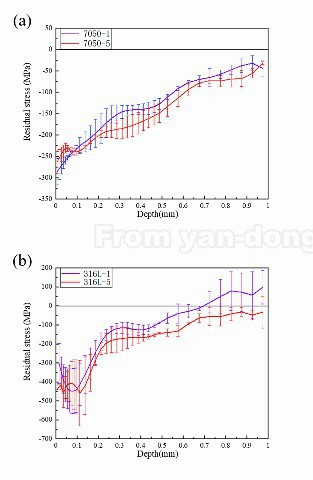 (a)
50
7050-1
7050-5
0
-50
-100
-150
-200
-250
-300
-350
Residual stress (MPa)
0 0.1 0.2 0.3 0.4 0.5 0.6 0.7 0.8 0.9 1
Depth(mm)
From yan-dong
(b)
200
316L-1
316L-5
100
0
-100
-200
-300
-400
-500
-600
-700
Residual stress (MPa)
0 0.1 0.2 0.3 0.4 0.5 0.6 0.7 0.8 0.9 1
Depth(mm)